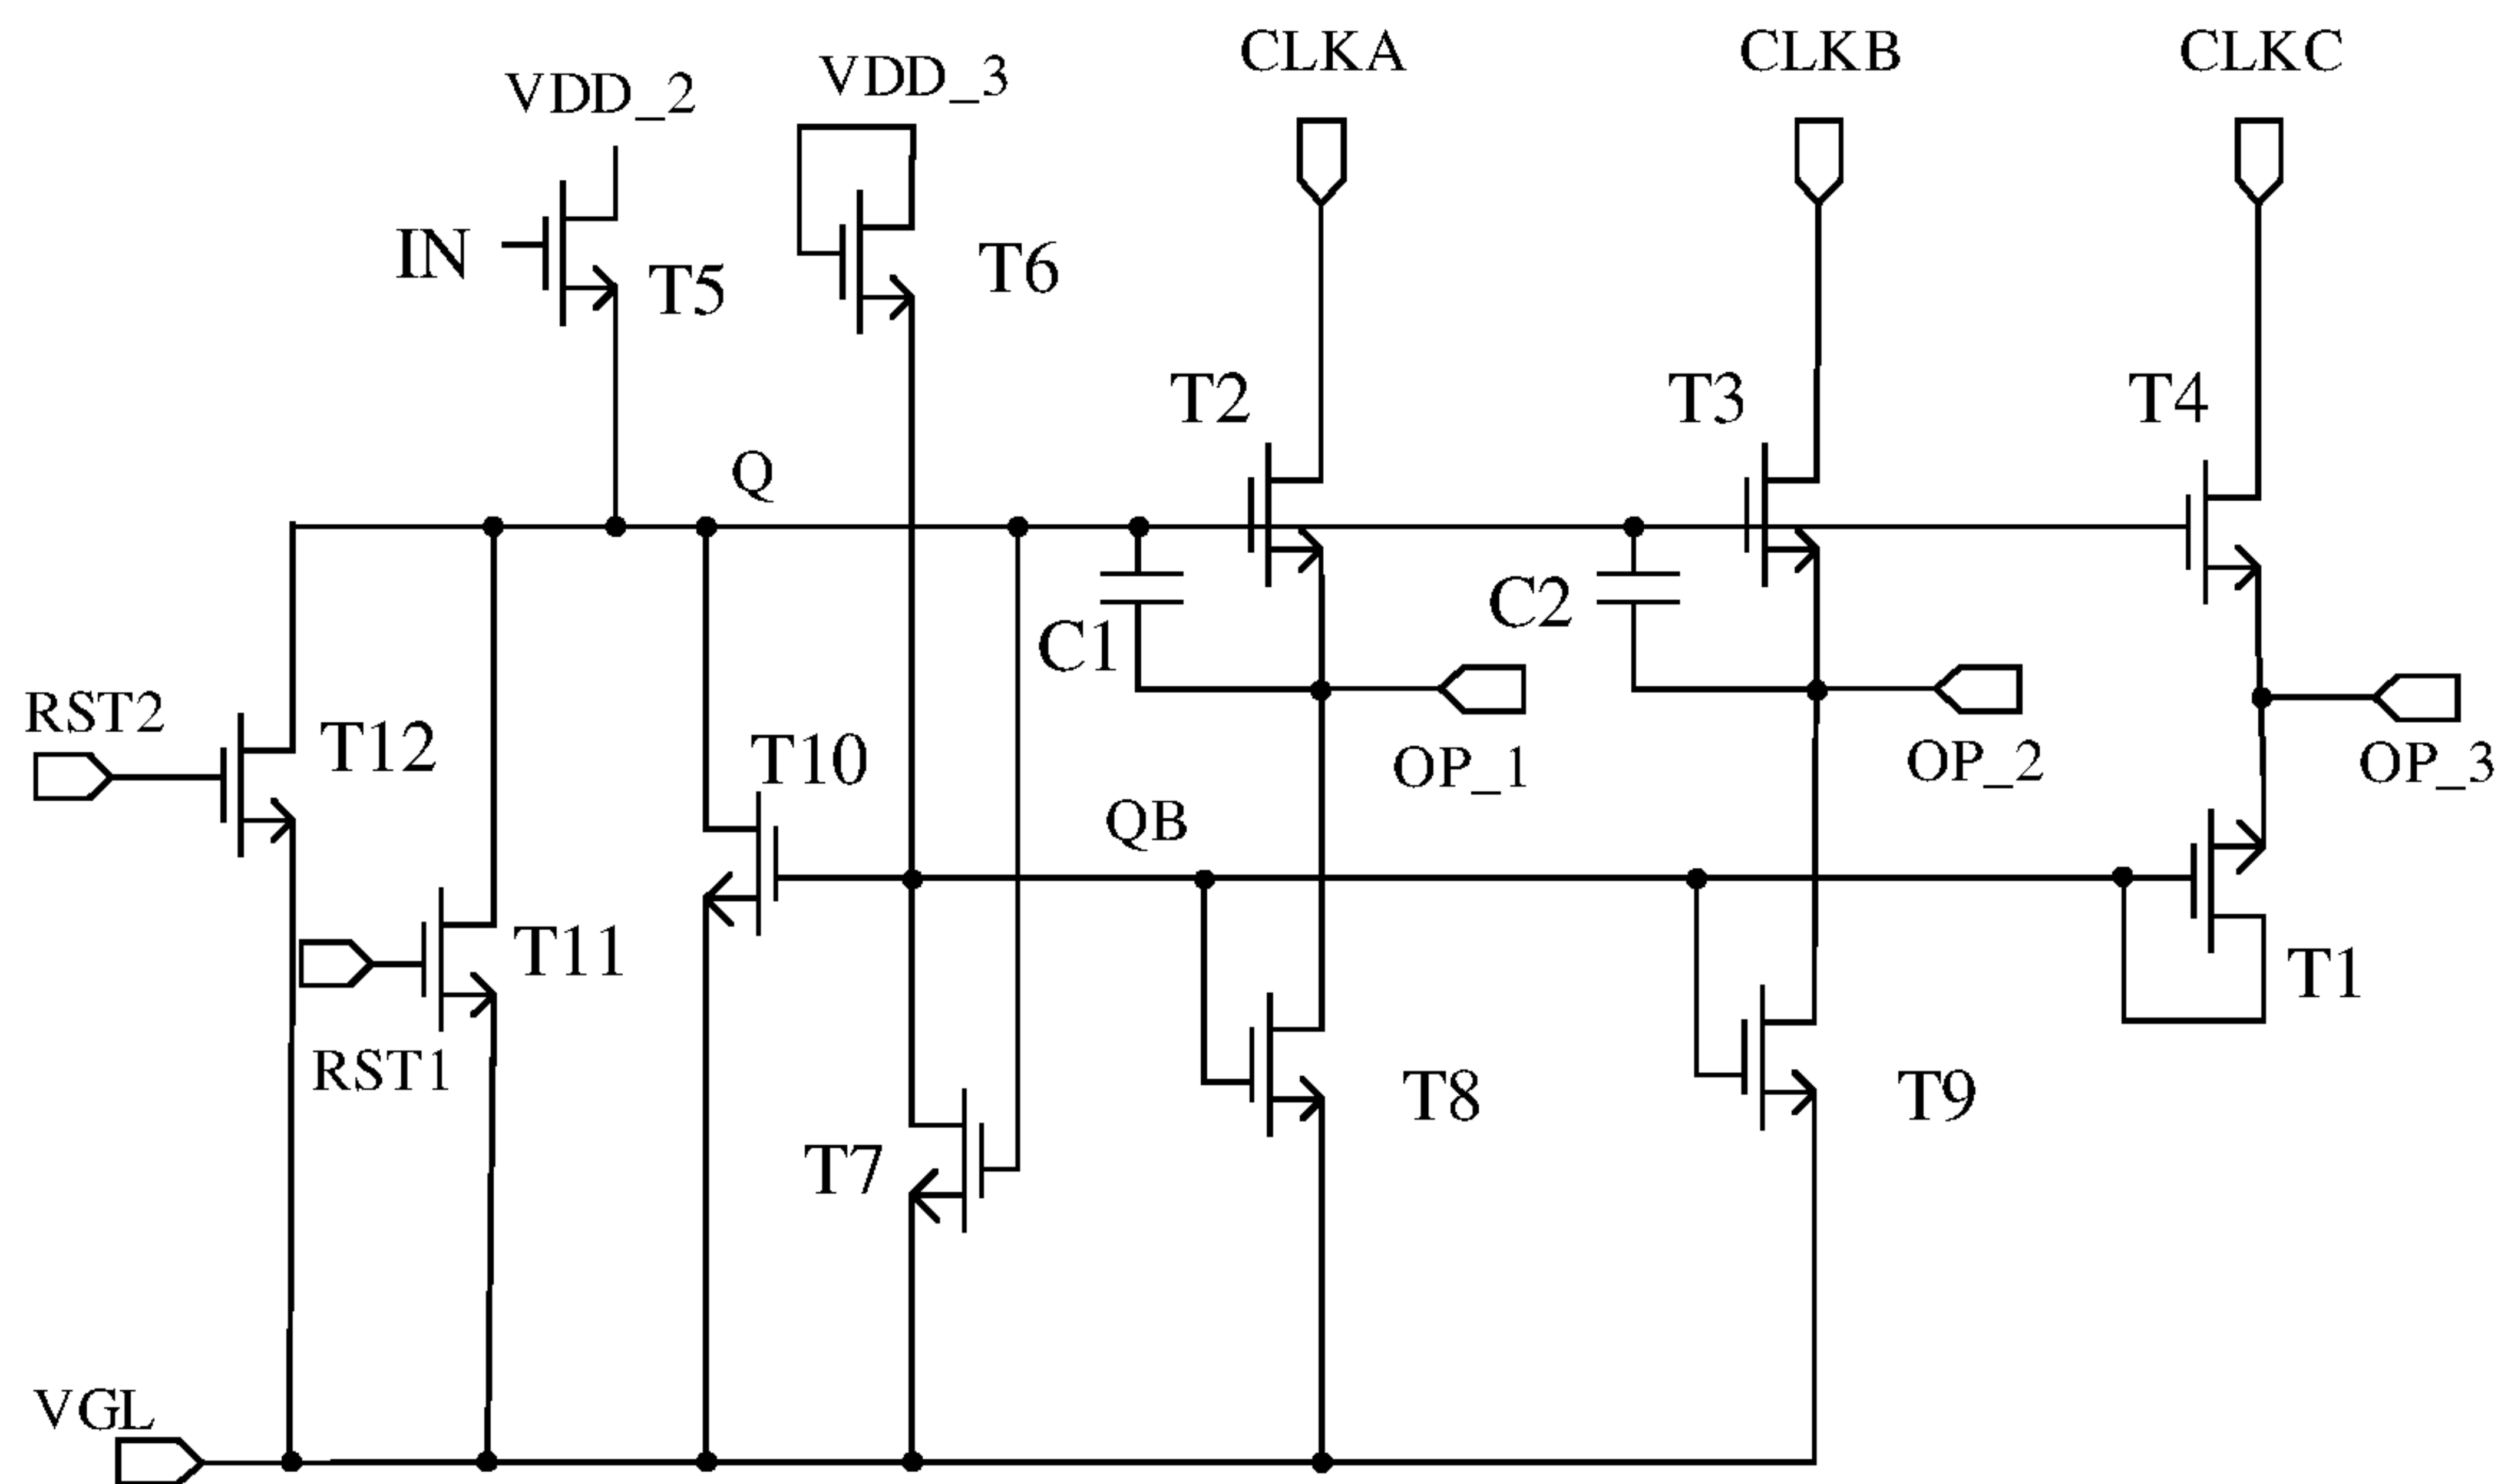 CLKA
CLKB
CLKC
VDD_3
VDD_2
IN
T5
T6
T2
T3
T4
Q
C1
C2
RST2
T12
T10
OP_1
OP_2
OP_3
QB
T11
T1
RST1
T8
T9
T7
VGL